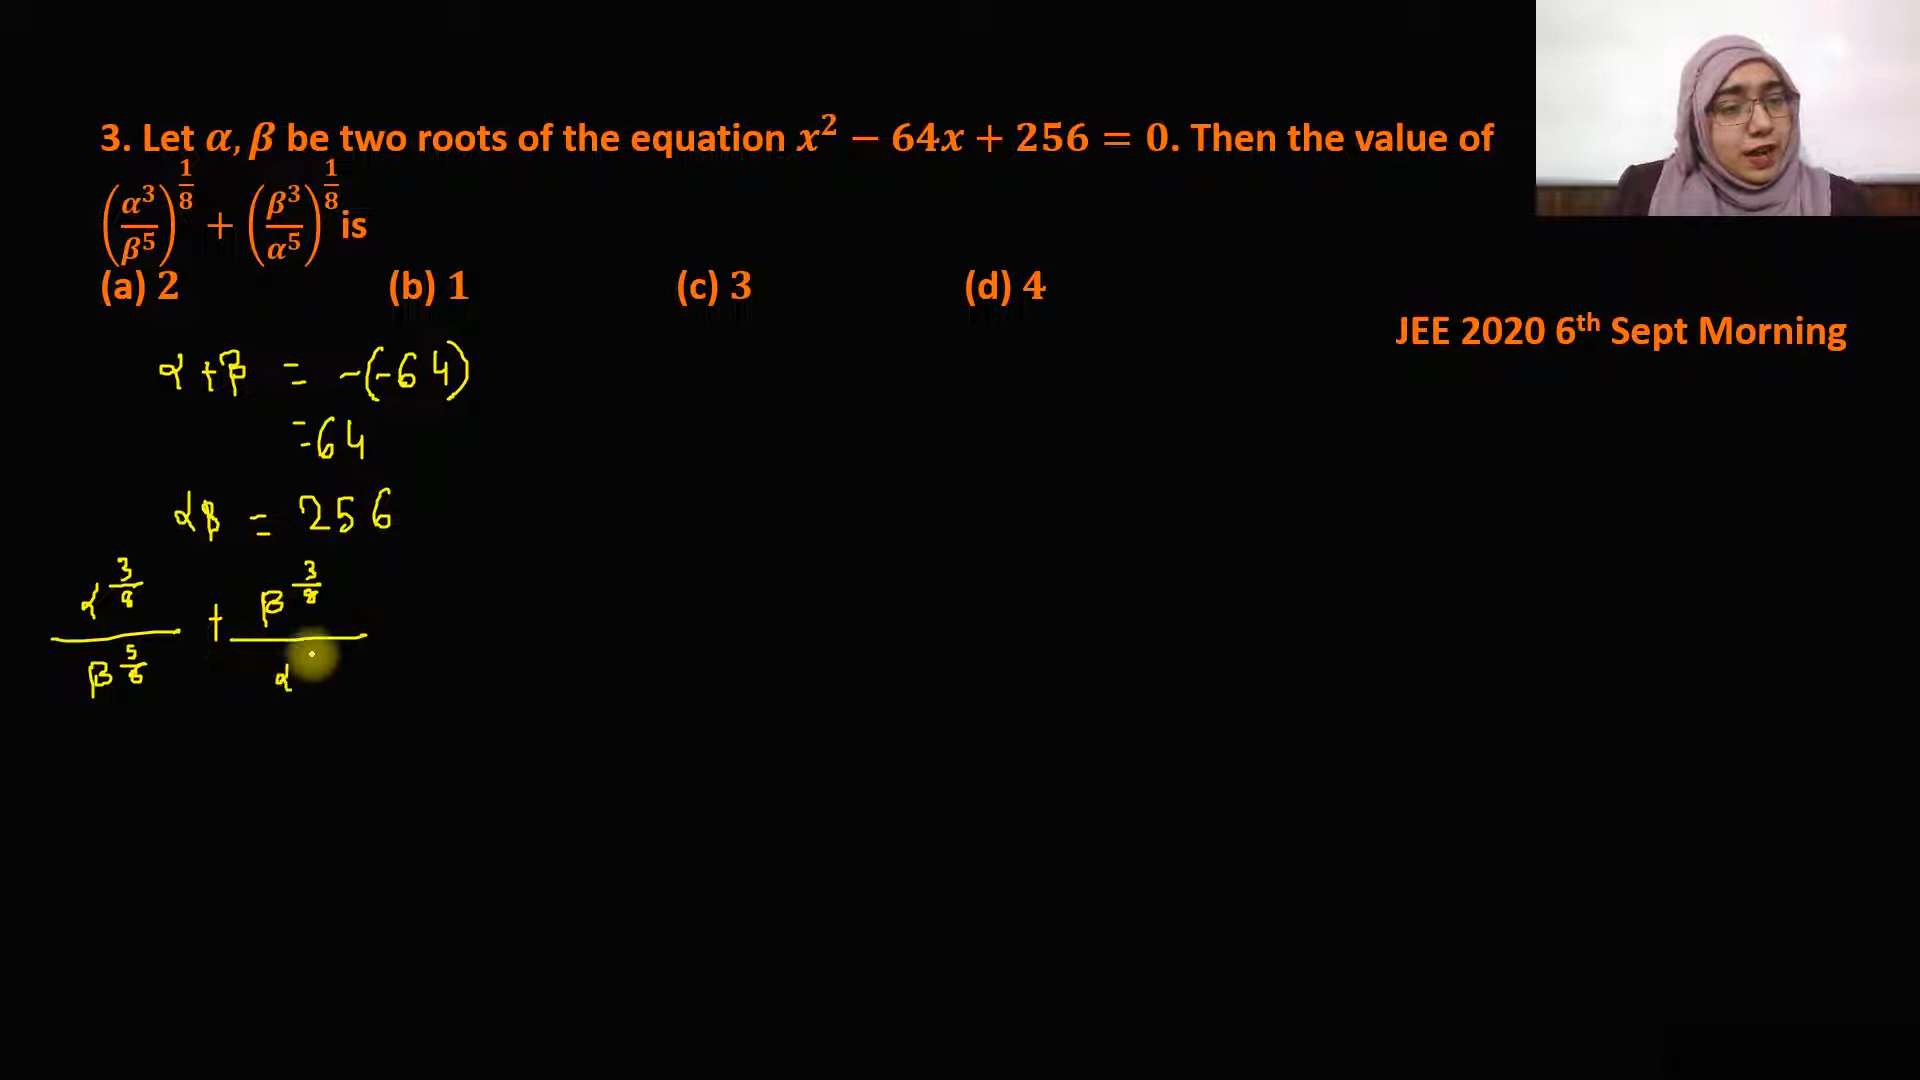 3. Let α, β be two roots of the equation x² − 64x + 256 = 0. Then the value of
(α³/β⁵)^(1/8) + (β³/α⁵)^(1/8) is
(a) 2 (b) 1 (c) 3 (d) 4
JEE 2020 6th Sept Morning
α + β = -(-64)
= 64
αβ = 256
α^(3/8)/β^(5/8) + β^(3/8)/α